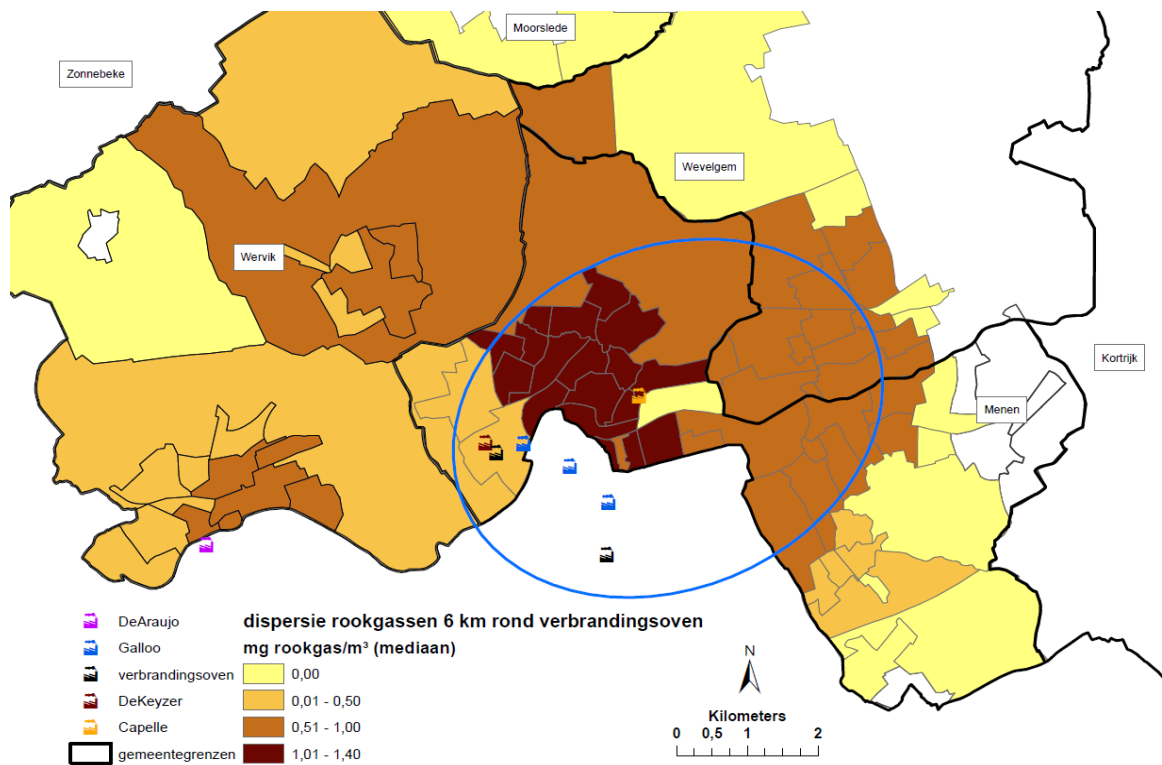 Moorslede
Zonnebeke
Wevelgem
Wervik
Kortrijk
Menen
DeAraujo
Galloo
verbrandingsoven
DeKeyzer
Capelle
gemeentegrenzen
dispersie rookgassen 6 km rond verbrandingsoven
mg rookgas/m³ (mediaan)
0,00
0,01 - 0,50
0,51 - 1,00
1,01 - 1,40
N
Kilometers
0 0,5 1 2